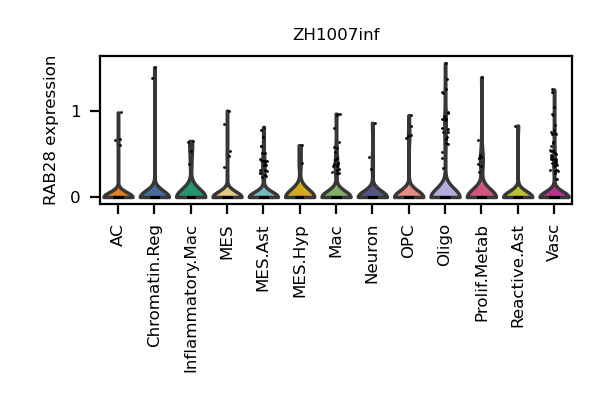 ZH1007inf
RAB28 expression
1
0
AC
Chromatin.Reg
Inflammatory.Mac
MES
MES.Ast
MES.Hyp
Mac
Neuron
OPC
Oligo
Prolif.Metab
Reactive.Ast
Vasc